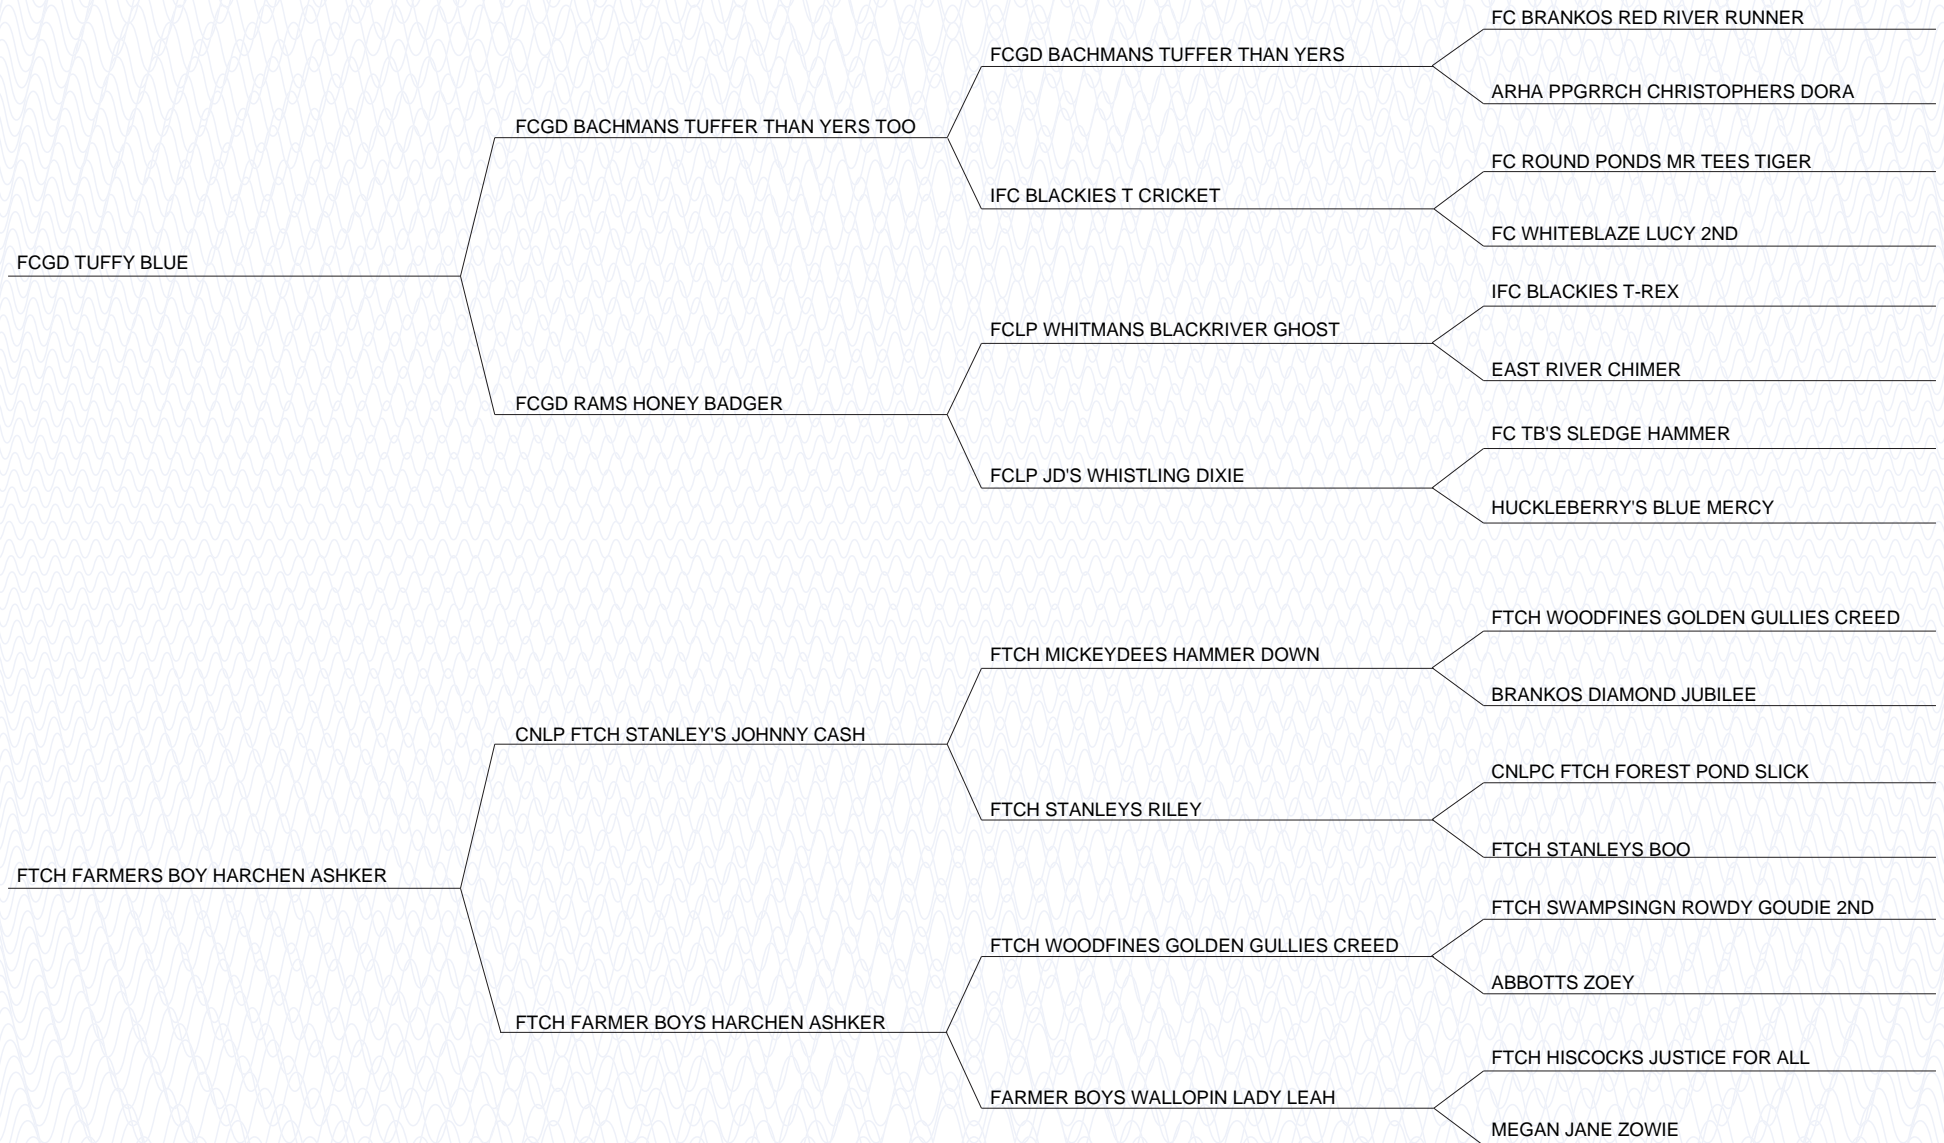 FC BRANKOS RED RIVER RUNNER
FCGD BACHMANS TUFFER THAN YERS
ARHA PPGRRCH CHRISTOPHERS DORA
FCGD BACHMANS TUFFER THAN YERS TOO
FC ROUND PONDS MR TEES TIGER
IFC BLACKIES T CRICKET
FC WHITEBLAZE LUCY 2ND
FCGD TUFFY BLUE
IFC BLACKIES T-REX
FCLP WHITMANS BLACKRIVER GHOST
EAST RIVER CHIMER
FCGD RAMS HONEY BADGER
FC TB'S SLEDGE HAMMER
FCLP JD'S WHISTLING DIXIE
HUCKLEBERRY'S BLUE MERCY
FTCH WOODFINES GOLDEN GULLIES CREED
FTCH MICKEYDEES HAMMER DOWN
BRANKOS DIAMOND JUBILEE
CNLP FTCH STANLEY'S JOHNNY CASH
CNLPC FTCH FOREST POND SLICK
FTCH STANLEYS RILEY
FTCH STANLEYS BOO
FTCH FARMERS BOY HARCHEN ASHKER
FTCH SWAMPSINGN ROWDY GOUDIE 2ND
FTCH WOODFINES GOLDEN GULLIES CREED
ABBOTTS ZOEY
FTCH FARMER BOYS HARCHEN ASHKER
FTCH HISCOCKS JUSTICE FOR ALL
FARMER BOYS WALLOPIN LADY LEAH
MEGAN JANE ZOWIE